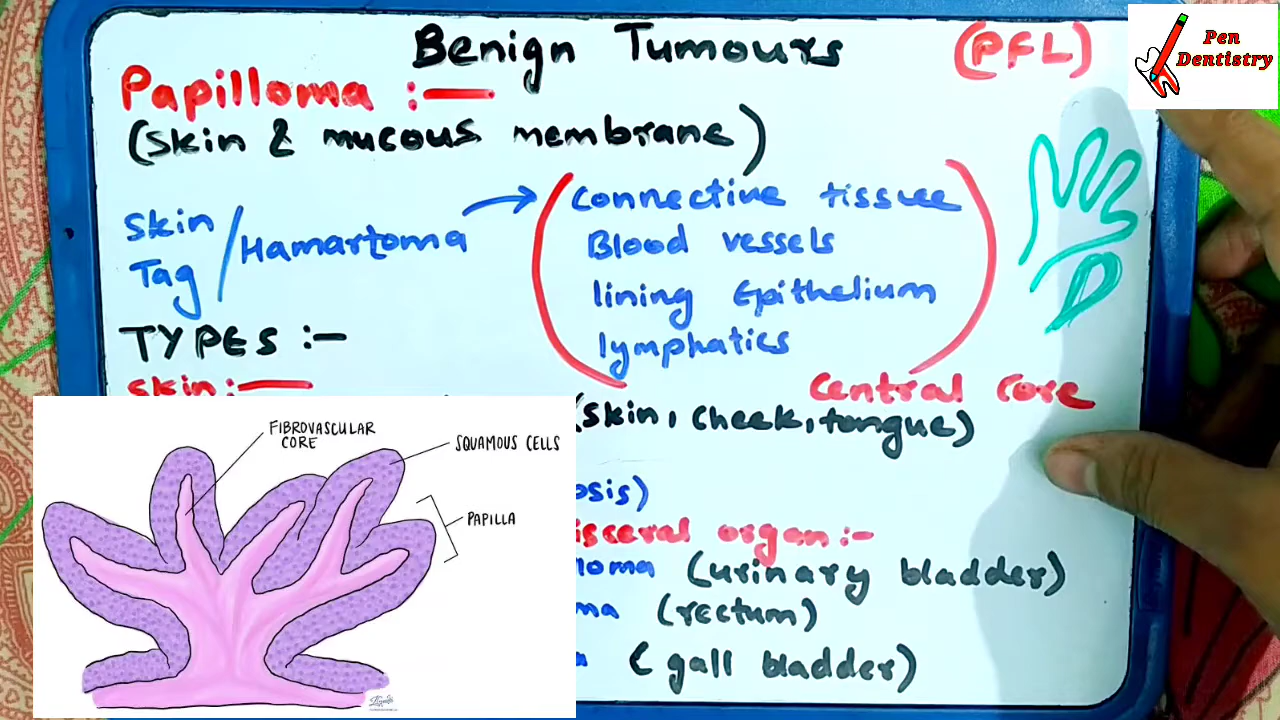 Benign Tumours (PFL)
Pen
Dentistry
Papilloma :—
(Skin & mucous membrane)
Skin
Tag / Hamartoma → (Connective tissue
Blood vessels
lining Epithelium
lymphatics)
Central Core
TYPES :—
Skin :—
(Skin, Cheek, tongue)
osis)
isceral organ :-
loma (urinary bladder)
ma (rectum)
a (gall bladder)
FIBROVASCULAR
CORE
SQUAMOUS CELLS
PAPILLA